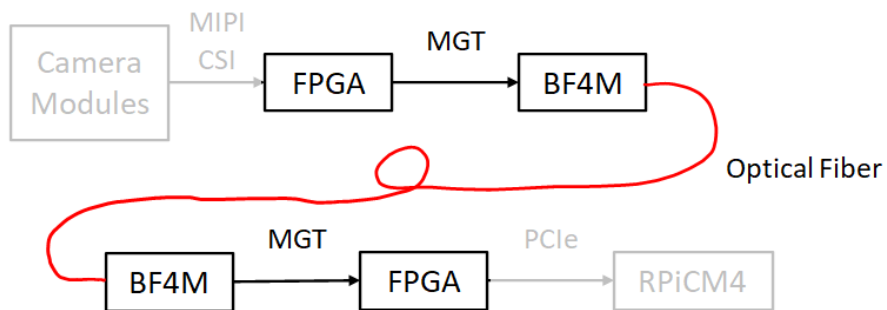 MIPI
CSI
MGT
Camera
Modules
FPGA
BF4M
Optical Fiber
MGT
PCIe
BF4M
FPGA
RPiCM4